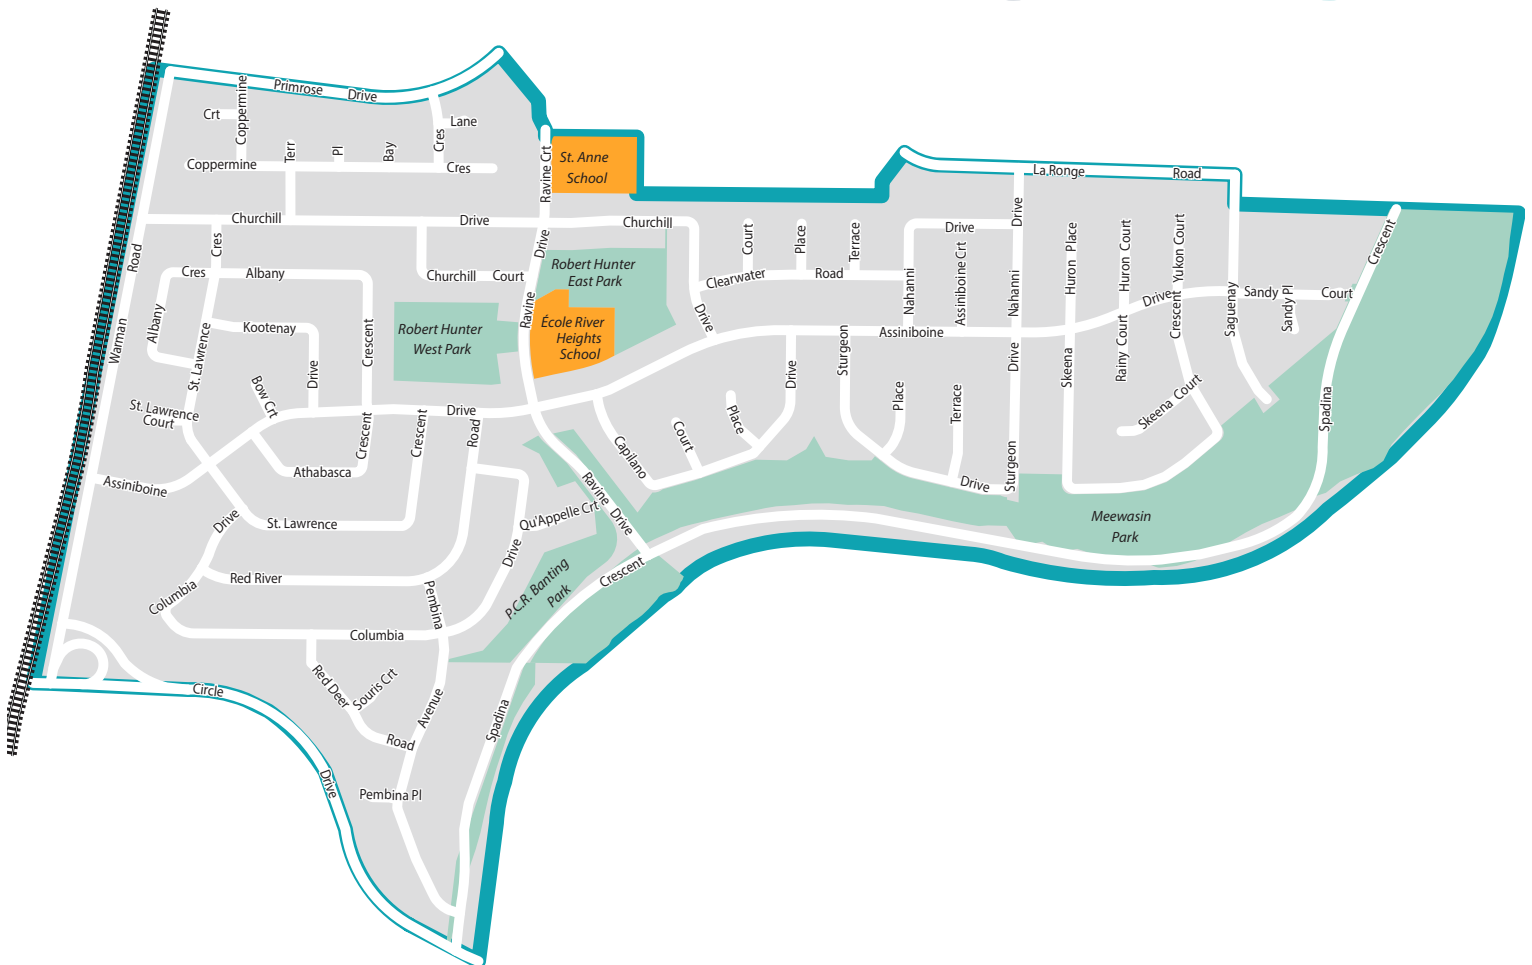 Primrose
Drive
Coppermine
Crt
Lane
Cres
Terr
Pl
Bay
Coppermine
Cres
Ravine Crt
St. Anne
School
La Ronge
Road
Churchill
Drive
Churchill
Drive
Road
Warman
Cres
Cres
Albany
Albany
Churchill
Court
Robert Hunter
East Park
Ravine
Court
Place
Terrace
Drive
Drive
Clearwater
Road
Nahanni
Assiniboine Crt
Nahanni
Huron Place
Huron Court
Yukon Court
Crescent
Drive
Crescent
Saguenay
Sandy
Court
Sandy Pl
Kootenay
St. Lawrence
Drive
Crescent
Robert Hunter
West Park
École River
Heights
School
Drive
Assiniboine
Sturgeon
Drive
Drive
Skeena
Rainy Court
Skeena Court
Spadina
St. Lawrence
Court
Bow Crt
Drive
Crescent
Crescent
Road
Capilano
Court
Place
Place
Terrace
Sturgeon
Drive
Athabasca
Assiniboine
Drive
St. Lawrence
Ravine
Drive
Qu'Appelle Crt
Drive
Meewasin
Park
Columbia
Red River
Pembina
P.C.R. Banting
Park
Crescent
Columbia
Red Deer
Souris Crt
Road
Avenue
Spadina
Circle
Drive
Pembina Pl